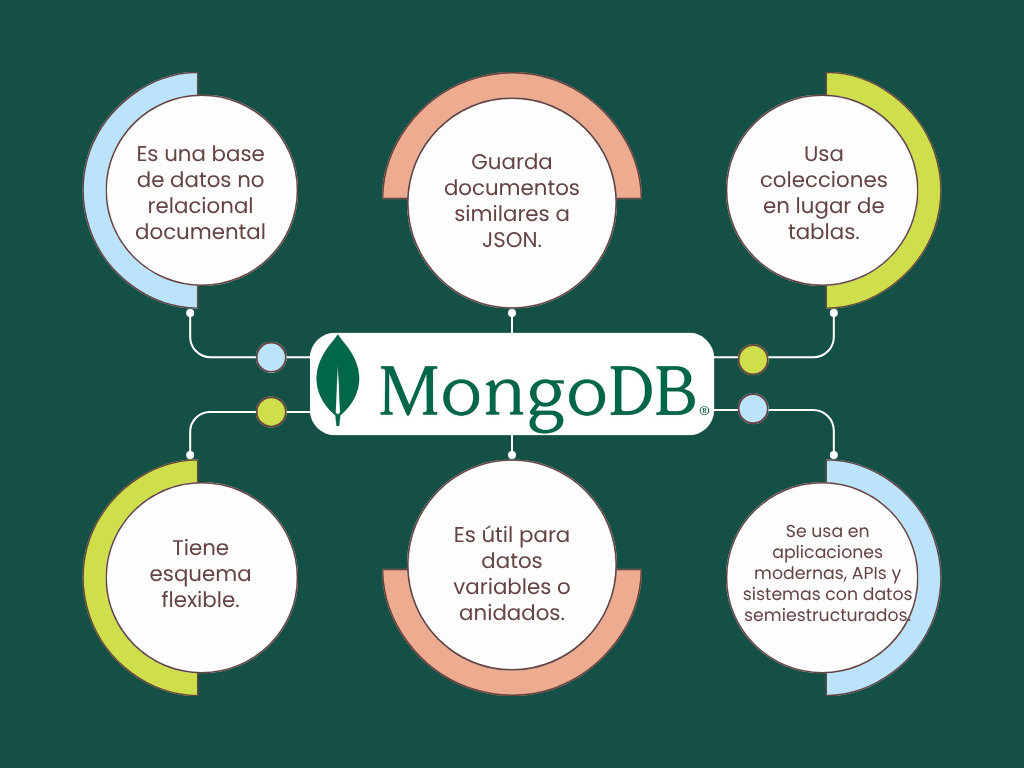 Es una base
de datos no
relacional
documental
Guarda
documentos
similares a
JSON.
Usa
colecciones
en lugar de
tablas.
MongoDB®
Tiene
esquema
flexible.
Es útil para
datos
variables o
anidados.
Se usa en
aplicaciones
modernas, APIs y
sistemas con datos
semiestructurados.